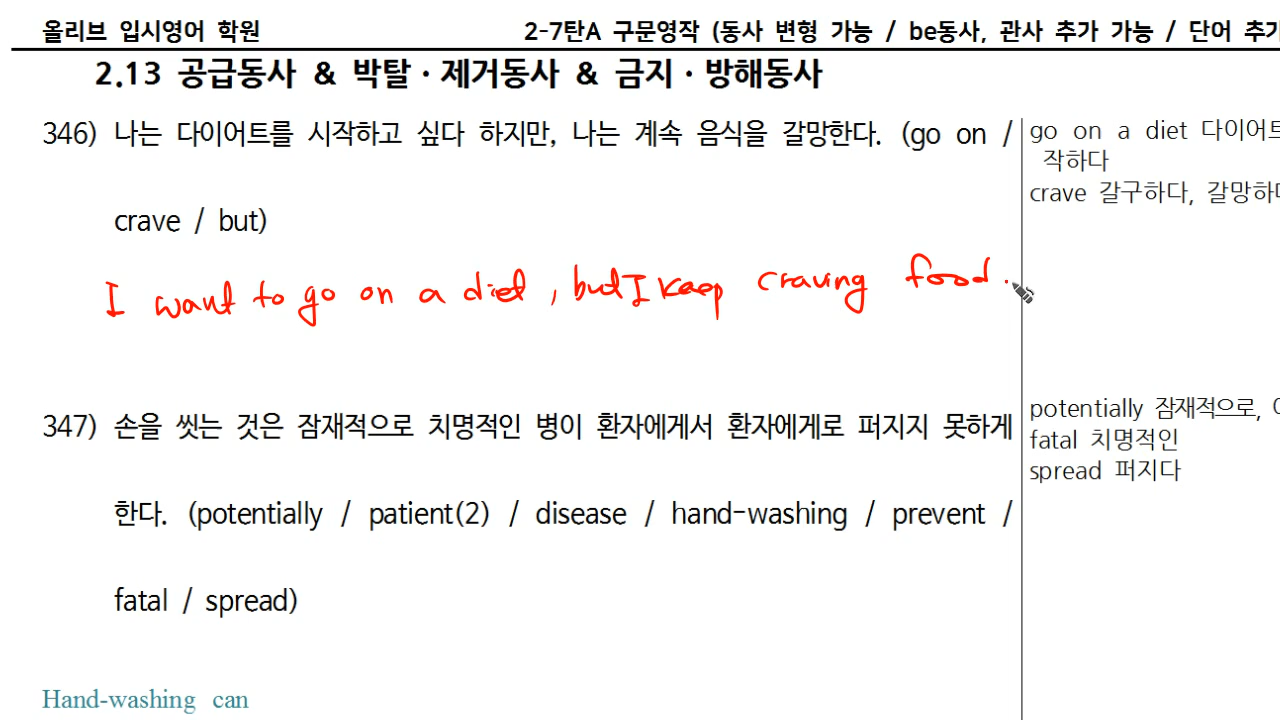 올리브 입시영어 학원 2-7탄A 구문영작 (동사 변형 가능 / be동사, 관사 추가 가능 / 단어 추가
2.13 공급동사 & 박탈·제거동사 & 금지·방해동사
346) 나는 다이어트를 시작하고 싶다 하지만, 나는 계속 음식을 갈망한다. (go on /
crave / but)
I want to go on a diet, but I keep craving food.
go on a diet 다이어트
작하다
crave 갈구하다, 갈망하
347) 손을 씻는 것은 잠재적으로 치명적인 병이 환자에게서 환자에게로 퍼지지 못하게
한다. (potentially / patient(2) / disease / hand-washing / prevent /
fatal / spread)
potentially 잠재적으로,
fatal 치명적인
spread 퍼지다
Hand-washing can